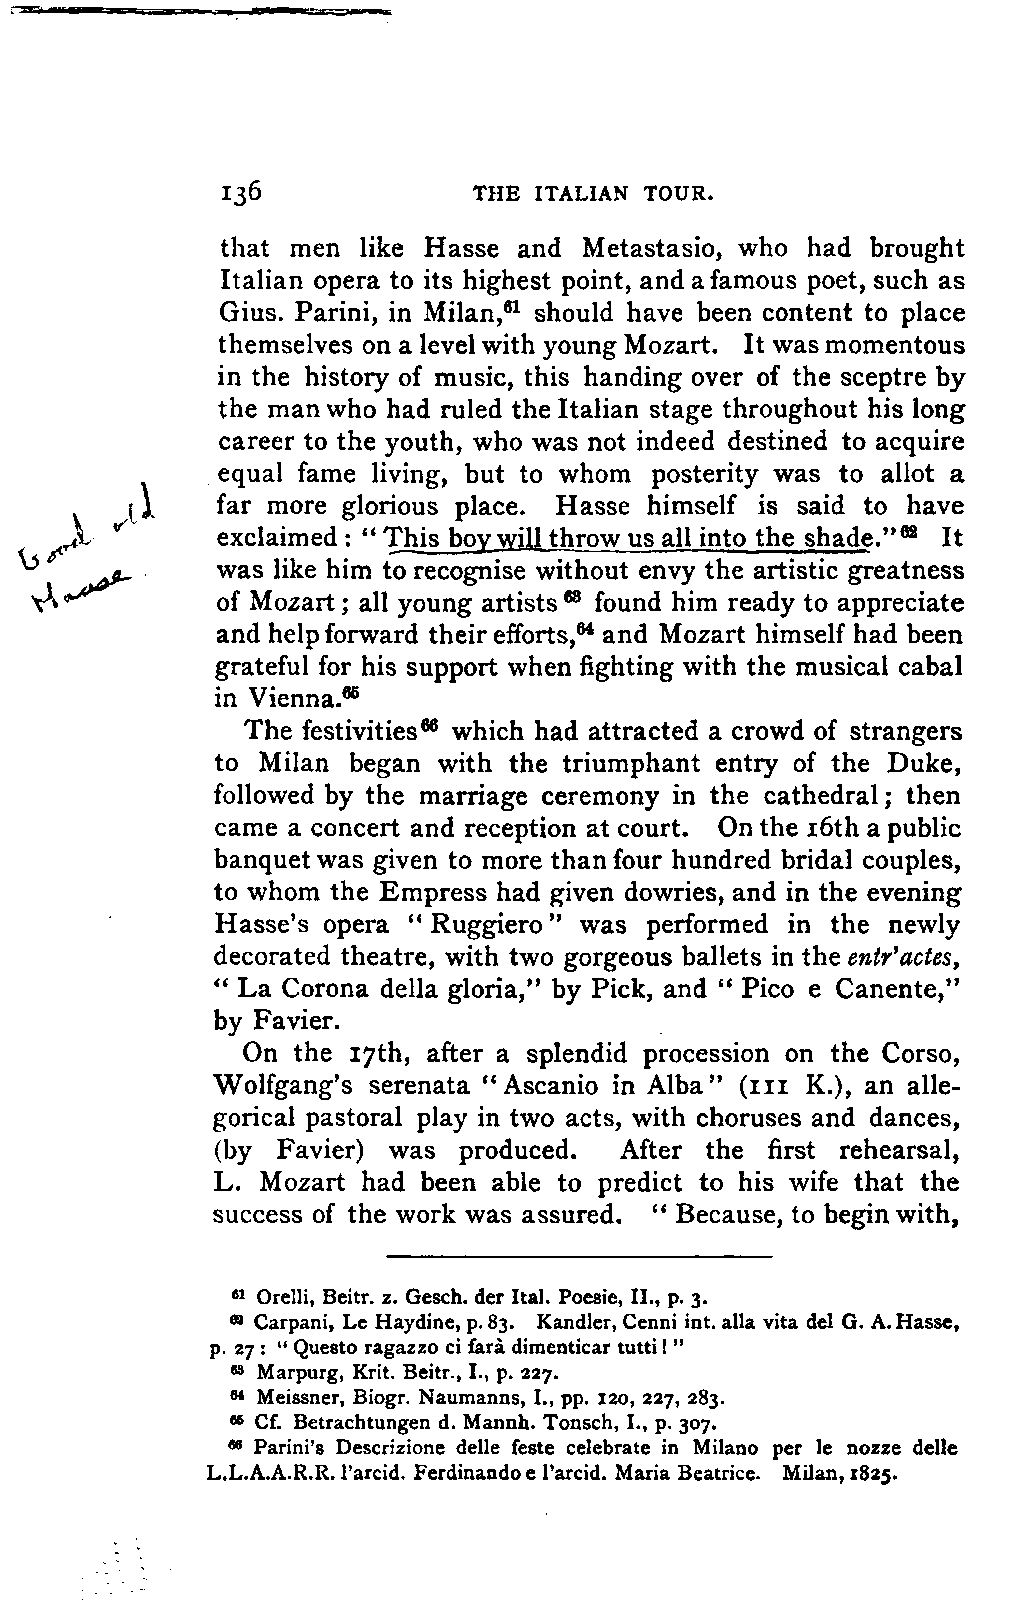 136 THE ITALIAN TOUR.
that men like Hasse and Metastasio, who had brought
Italian opera to its highest point, and a famous poet, such as
Gius. Parini, in Milan,⁶¹ should have been content to place
themselves on a level with young Mozart. It was momentous
in the history of music, this handing over of the sceptre by
the man who had ruled the Italian stage throughout his long
career to the youth, who was not indeed destined to acquire
equal fame living, but to whom posterity was to allot a
far more glorious place. Hasse himself is said to have
exclaimed : “ This boy will throw us all into the shade.”⁶² It
was like him to recognise without envy the artistic greatness
of Mozart ; all young artists ⁶³ found him ready to appreciate
and help forward their efforts,⁶⁴ and Mozart himself had been
grateful for his support when fighting with the musical cabal
in Vienna.⁶⁵
Good old
Hasse
The festivities ⁶⁶ which had attracted a crowd of strangers
to Milan began with the triumphant entry of the Duke,
followed by the marriage ceremony in the cathedral ; then
came a concert and reception at court. On the 16th a public
banquet was given to more than four hundred bridal couples,
to whom the Empress had given dowries, and in the evening
Hasse's opera “ Ruggiero ” was performed in the newly
decorated theatre, with two gorgeous ballets in the entr'actes,
“ La Corona della gloria,” by Pick, and “ Pico e Canente,”
by Favier.
On the 17th, after a splendid procession on the Corso,
Wolfgang's serenata “ Ascanio in Alba ” (111 K.), an alle-
gorical pastoral play in two acts, with choruses and dances,
(by Favier) was produced. After the first rehearsal,
L. Mozart had been able to predict to his wife that the
success of the work was assured. “ Because, to begin with,
⁶¹ Orelli, Beitr. z. Gesch. der Ital. Poesie, II., p. 3.
⁶² Carpani, Le Haydine, p. 83. Kandler, Cenni int. alla vita del G. A. Hasse,
p. 27 : “ Questo ragazzo ci farà dimenticar tutti ! ”
⁶³ Marpurg, Krit. Beitr., I., p. 227.
⁶⁴ Meissner, Biogr. Naumanns, I., pp. 120, 227, 283.
⁶⁵ Cf. Betrachtungen d. Mannh. Tonsch, I., p. 307.
⁶⁶ Parini's Descrizione delle feste celebrate in Milano per le nozze delle
L.L.A.A.R.R. l'arcid. Ferdinando e l'arcid. Maria Beatrice. Milan, 1825.